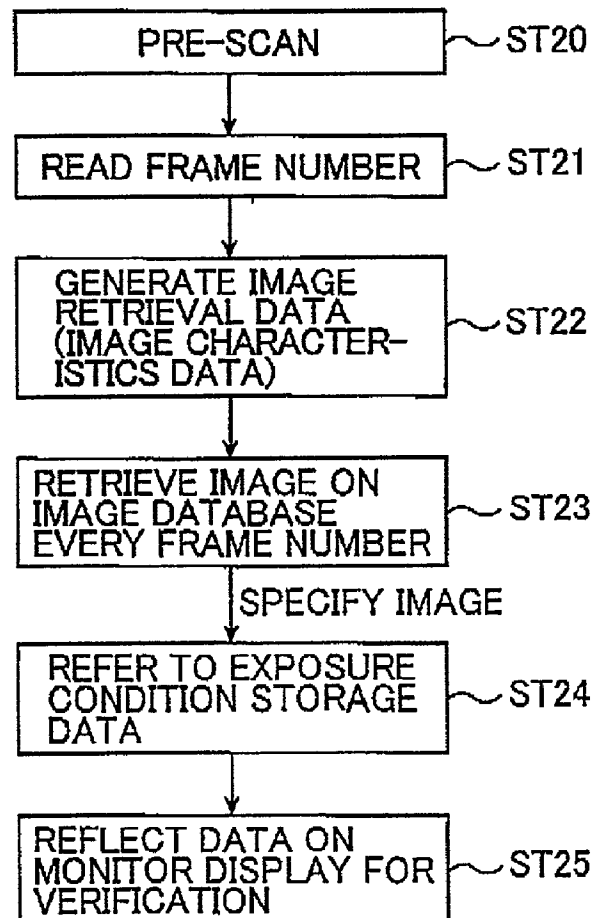 PRE-SCAN
ST20
READ FRAME NUMBER
ST21
GENERATE IMAGE
RETRIEVAL DATA
(IMAGE CHARACTER-
ISTICS DATA)
ST22
RETRIEVE IMAGE ON
IMAGE DATABASE
EVERY FRAME NUMBER
ST23
SPECIFY IMAGE
REFER TO EXPOSURE
CONDITION STORAGE
DATA
ST24
REFLECT DATA ON
MONITOR DISPLAY FOR
VERIFICATION
ST25